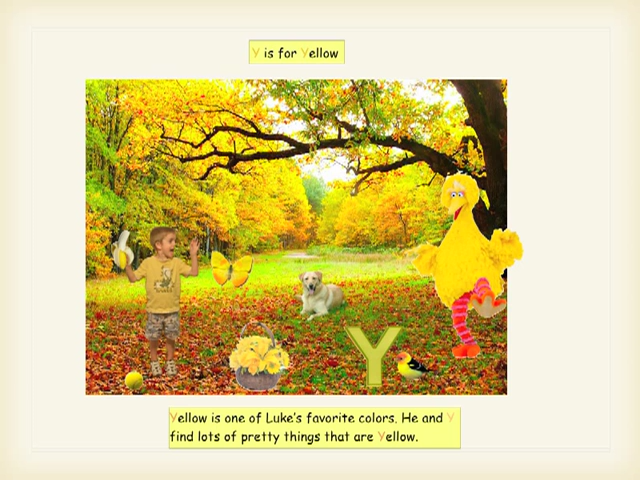 Y is for Yellow
Y
Yellow is one of Luke's favorite colors. He and Y
find lots of pretty things that are Yellow.